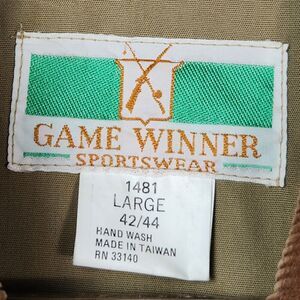 GAME WINNER
SPORTSWEAR
1481
LARGE
42/44
HAND WASH
MADE IN TAIWAN
RN 33140